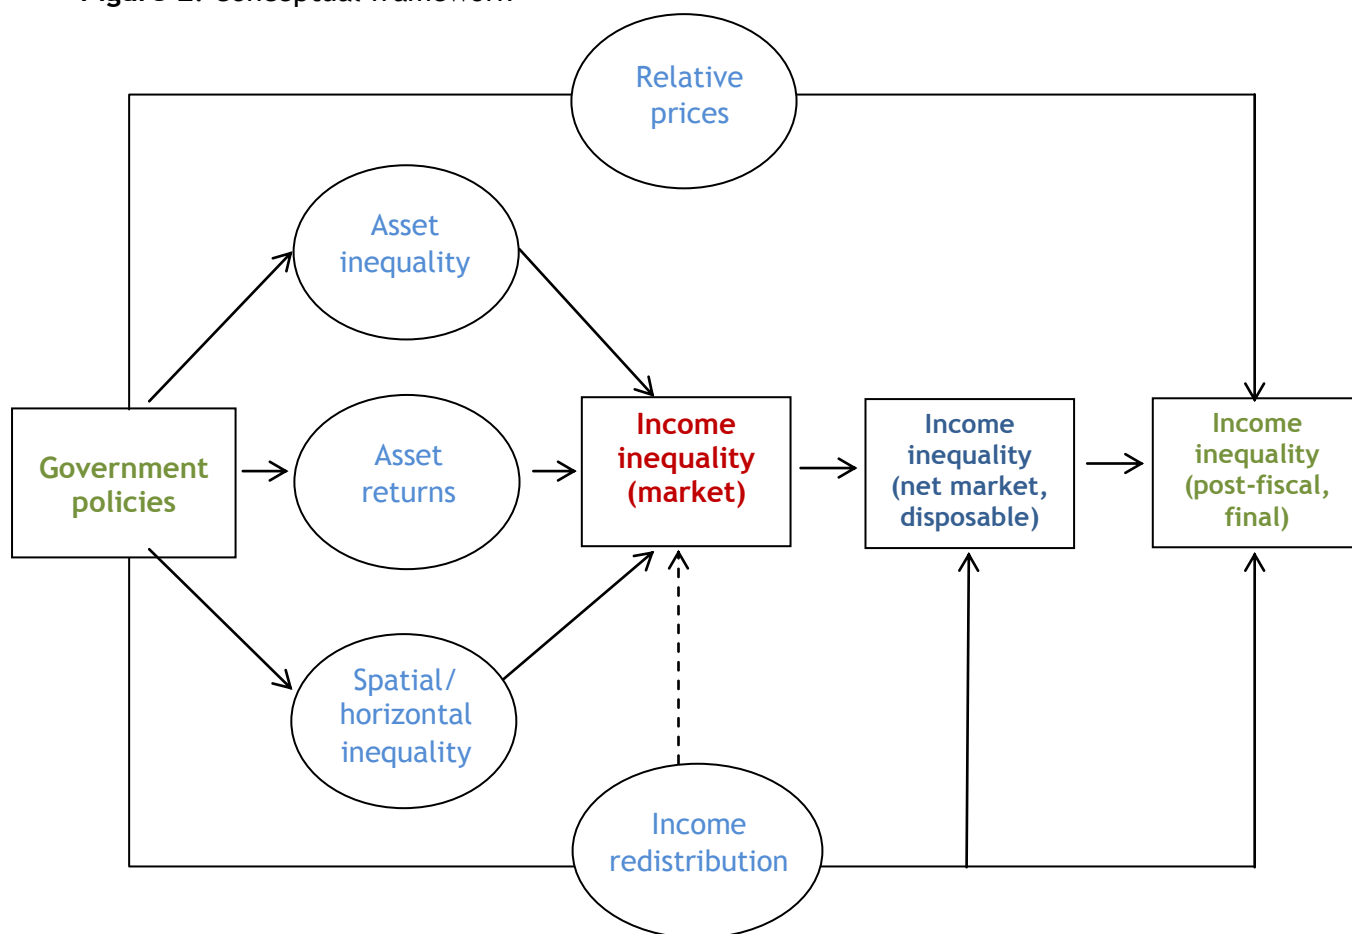 Relative
prices
Asset
inequality
Government
policies
Asset
returns
Income
inequality
(market)
Income
inequality
(net market,
disposable)
Income
inequality
(post-fiscal,
final)
Spatial/
horizontal
inequality
Income
redistribution